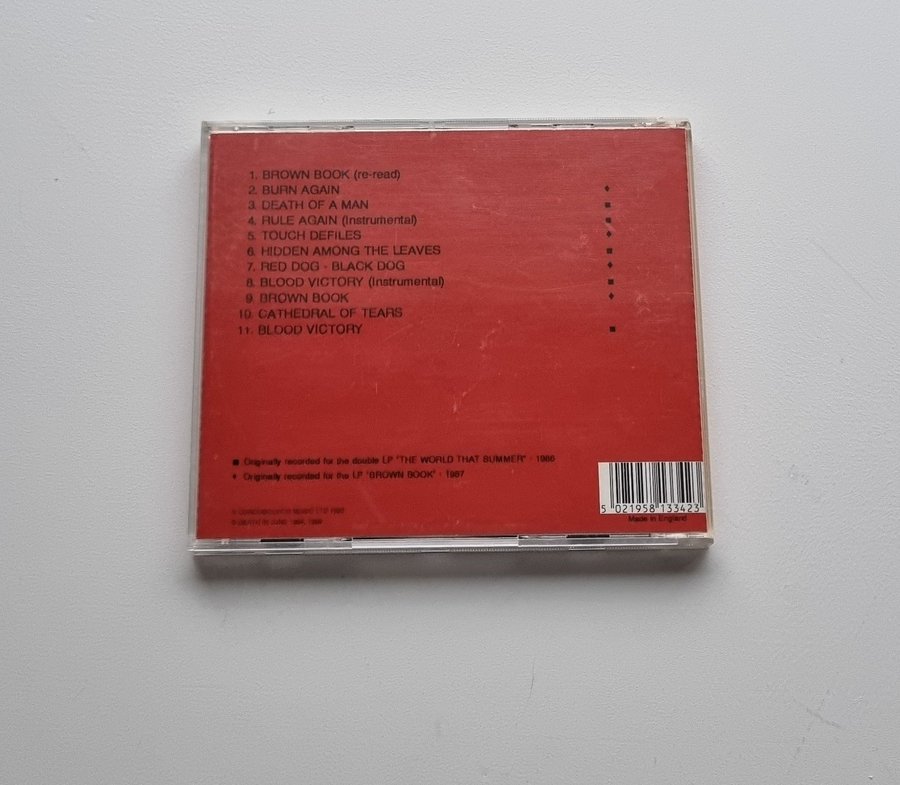 1. BROWN BOOK (re-read)
2. BURN AGAIN ♦
3. DEATH OF A MAN ■
4. RULE AGAIN (Instrumental) ■
5. TOUCH DEFILES ♦
6. HIDDEN AMONG THE LEAVES ■
7. RED DOG - BLACK DOG ♦
8. BLOOD VICTORY (Instrumental) ■
9. BROWN BOOK ♦
10. CATHEDRAL OF TEARS
11. BLOOD VICTORY ■
■ Originally recorded for the double LP "THE WORLD THAT SUMMER" - 1986
♦ Originally recorded for the LP "BROWN BOOK" - 1987
DEATH IN JUNE
5 021958 133423
Made in England